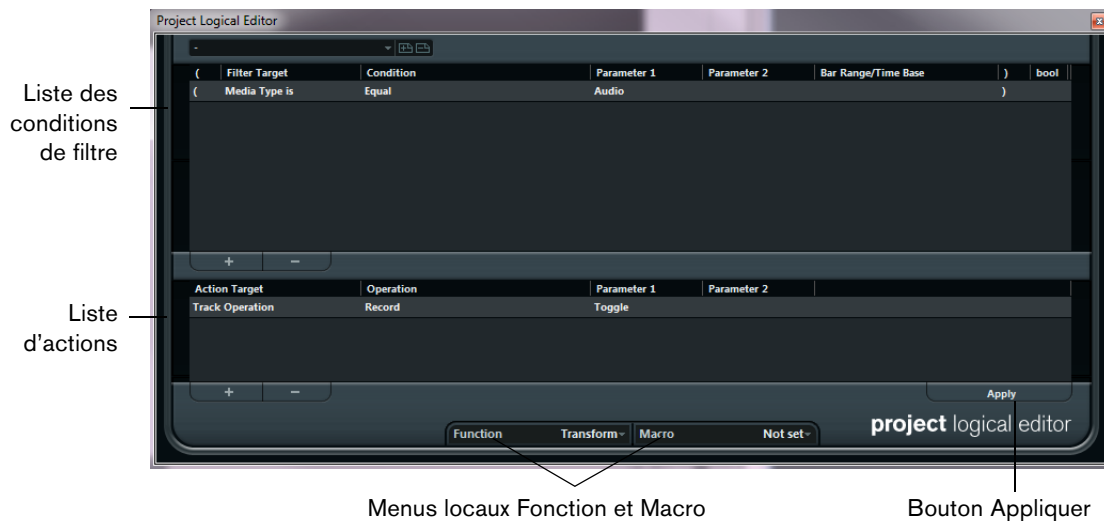 Project Logical Editor
-
( Filter Target Condition Parameter 1 Parameter 2 Bar Range/Time Base ) bool
( Media Type is Equal Audio )
Liste des
conditions
de filtre
+ −
Action Target Operation Parameter 1 Parameter 2
Track Operation Record Toggle
Liste
d'actions
+ − Apply
project logical editor
Function Transform Macro Not set
Menus locaux Fonction et Macro
Bouton Appliquer